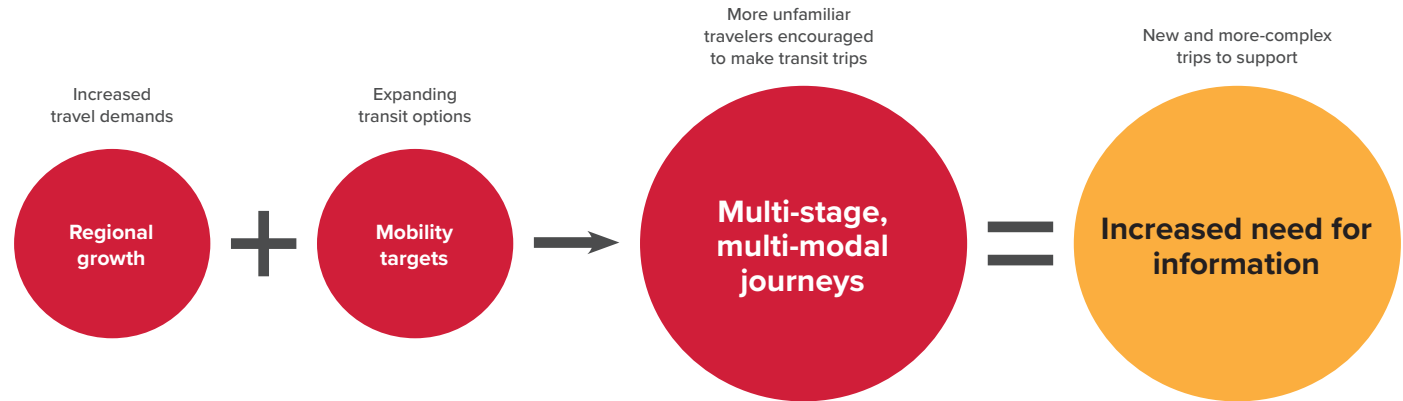 Increased
travel demands
Regional
growth
Expanding
transit options
Mobility
targets
More unfamiliar
travelers encouraged
to make transit trips
Multi-stage,
multi-modal
journeys
New and more-complex
trips to support
Increased need for
information